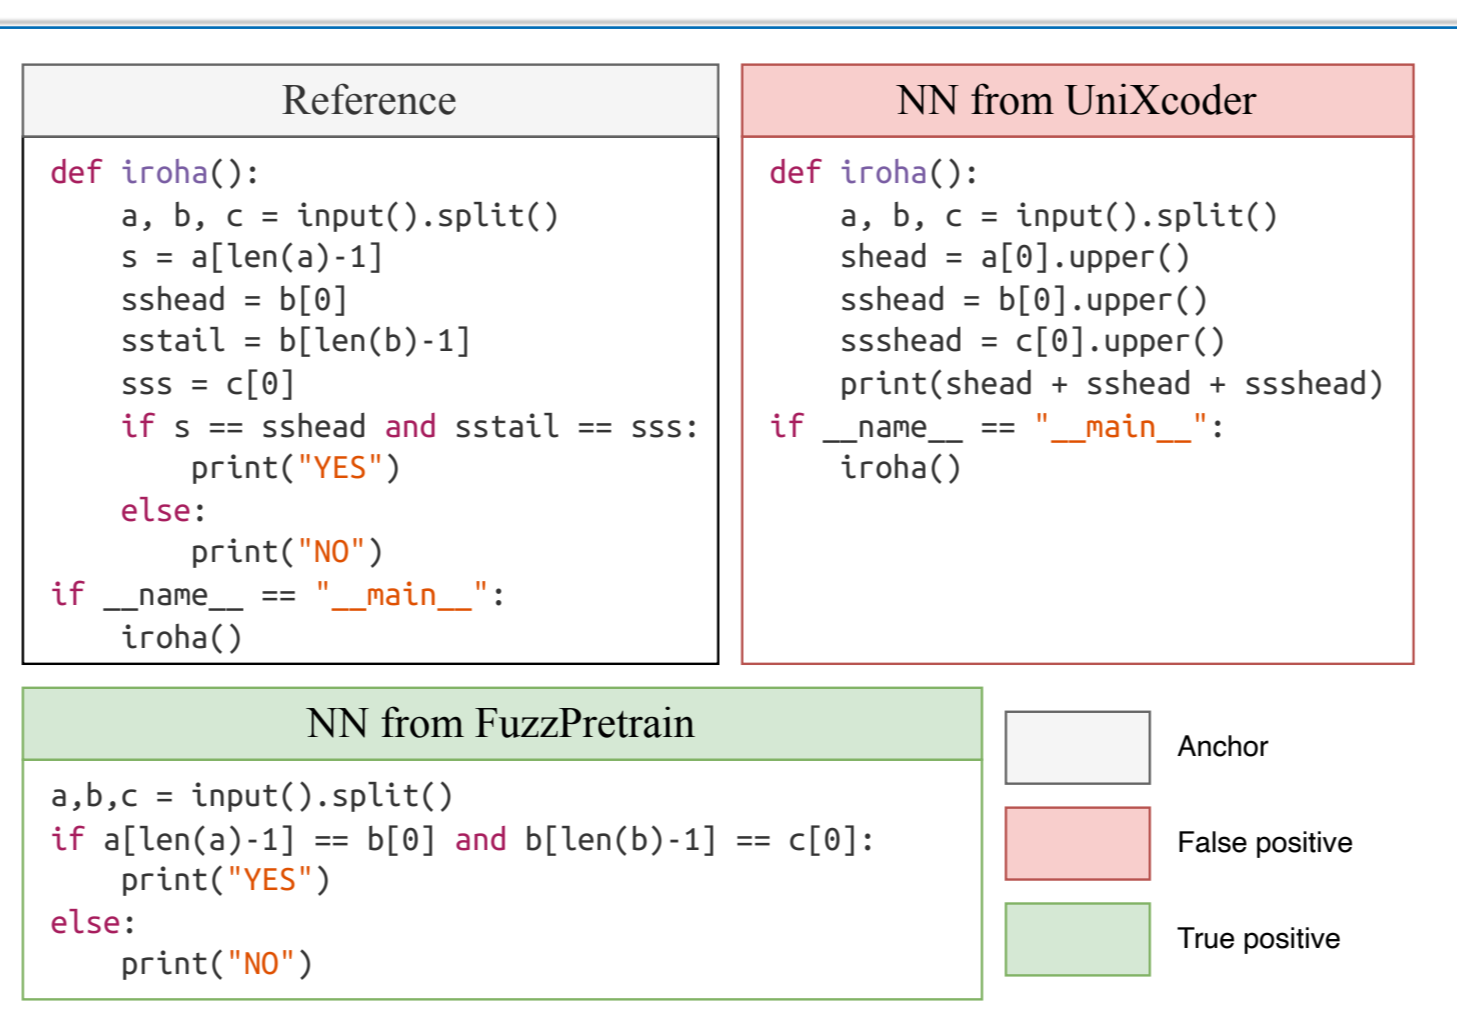 Reference
def iroha():
    a, b, c = input().split()
    s = a[len(a)-1]
    sshead = b[0]
    sstail = b[len(b)-1]
    sss = c[0]
    if s == sshead and sstail == sss:
        print("YES")
    else:
        print("NO")
if __name__ == "__main__":
    iroha()
NN from UniXcoder
def iroha():
    a, b, c = input().split()
    shead = a[0].upper()
    sshead = b[0].upper()
    ssshead = c[0].upper()
    print(shead + sshead + ssshead)
if __name__ == "__main__":
    iroha()
NN from FuzzPretrain
a,b,c = input().split()
if a[len(a)-1] == b[0] and b[len(b)-1] == c[0]:
    print("YES")
else:
    print("NO")
Anchor
False positive
True positive